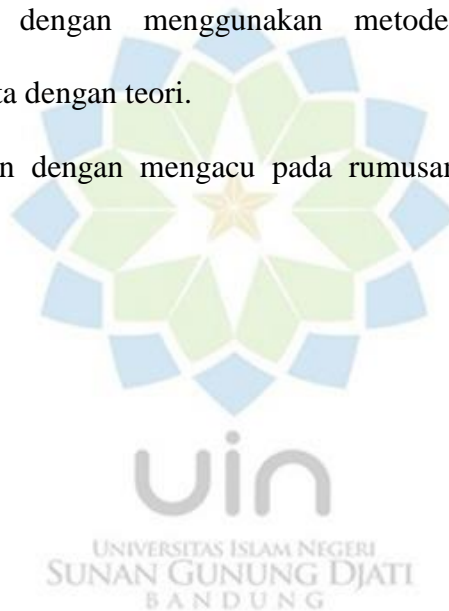 dengan menggunakan metode
ta dengan teori.
n dengan mengacu pada rumusan
uin
UNIVERSITAS ISLAM NEGERI
SUNAN GUNUNG DJATI
BANDUNG